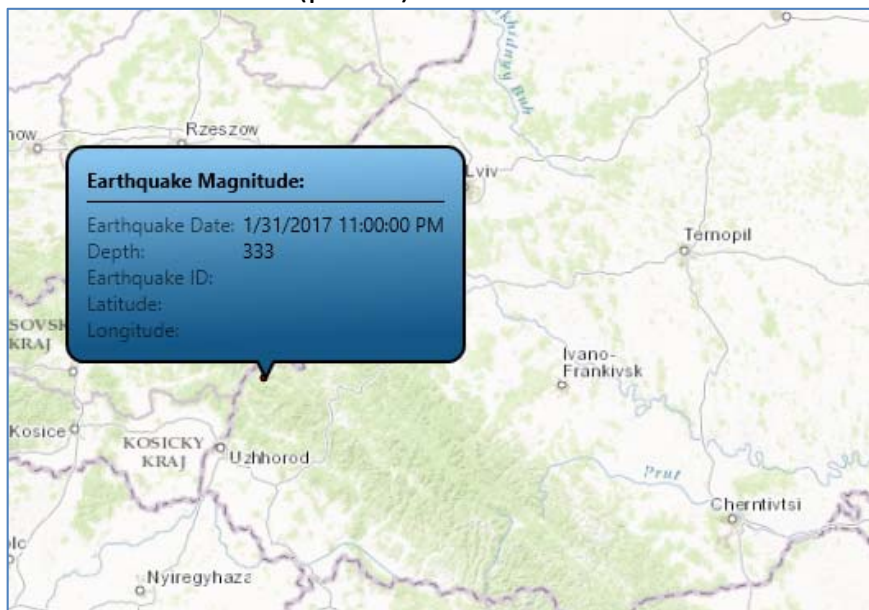 Rzeszow
Lviv
Earthquake Magnitude:
Earthquake Date: 1/31/2017 11:00:00 PM
Depth: 333
Earthquake ID:
Latitude:
Longitude:
Ternopil
KRAJ
Ivano-
Frankivsk
Kosice
KOSICKY
KRAJ
Uzhhorod
Prut
Cherntivtsi
Nyiregyhaza